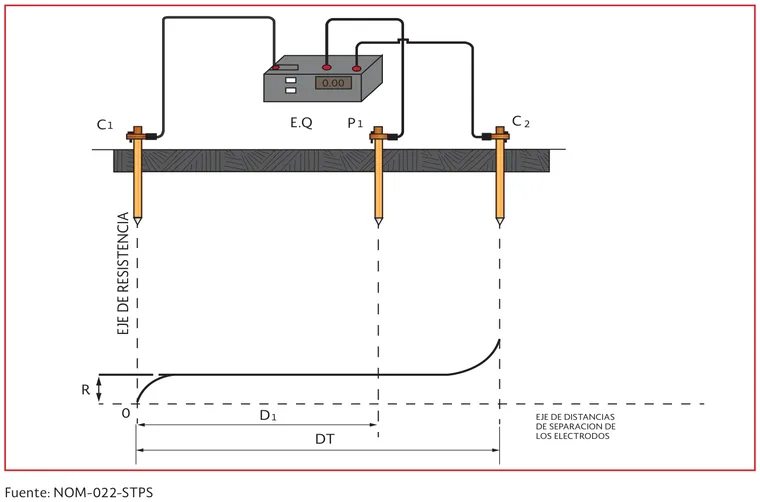 0.00
C1
E.Q
P1
C2
EJE DE RESISTENCIA
R
0
D1
DT
EJE DE DISTANCIAS
DE SEPARACION DE
LOS ELECTRODOS
Fuente: NOM-022-STPS